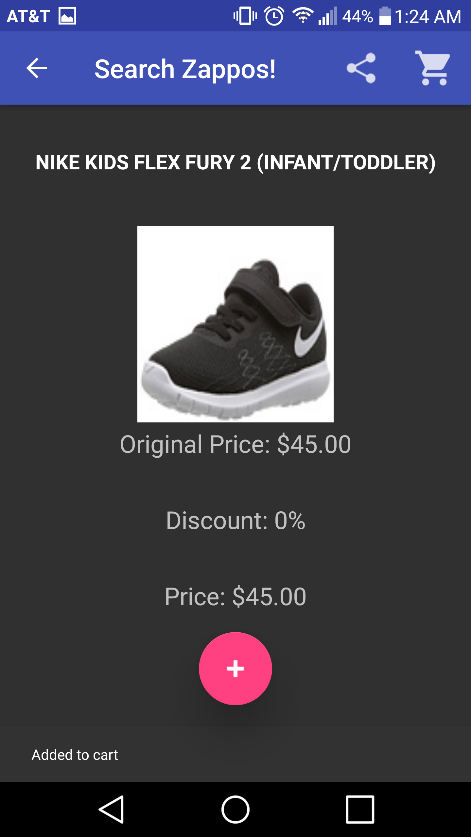 AT&T 44% 1:24 AM
Search Zappos!
NIKE KIDS FLEX FURY 2 (INFANT/TODDLER)
Original Price: $45.00
Discount: 0%
Price: $45.00
+
Added to cart